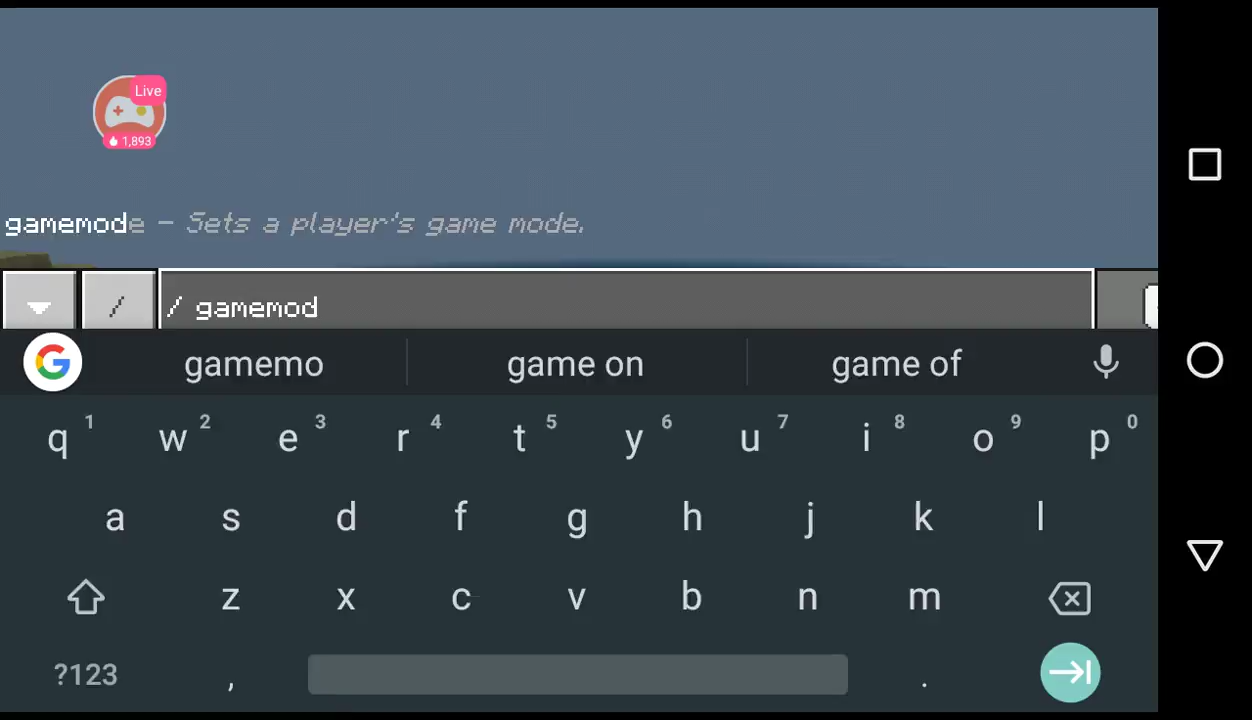 Live
1,893
gamemode - Sets a player's game mode.
/ / gamemod
gamemo game on game of
q 1 w 2 e 3 r 4 t 5 y 6 u 7 i 8 o 9 p 0
a s d f g h j k l
z x c v b n m
?123 , .